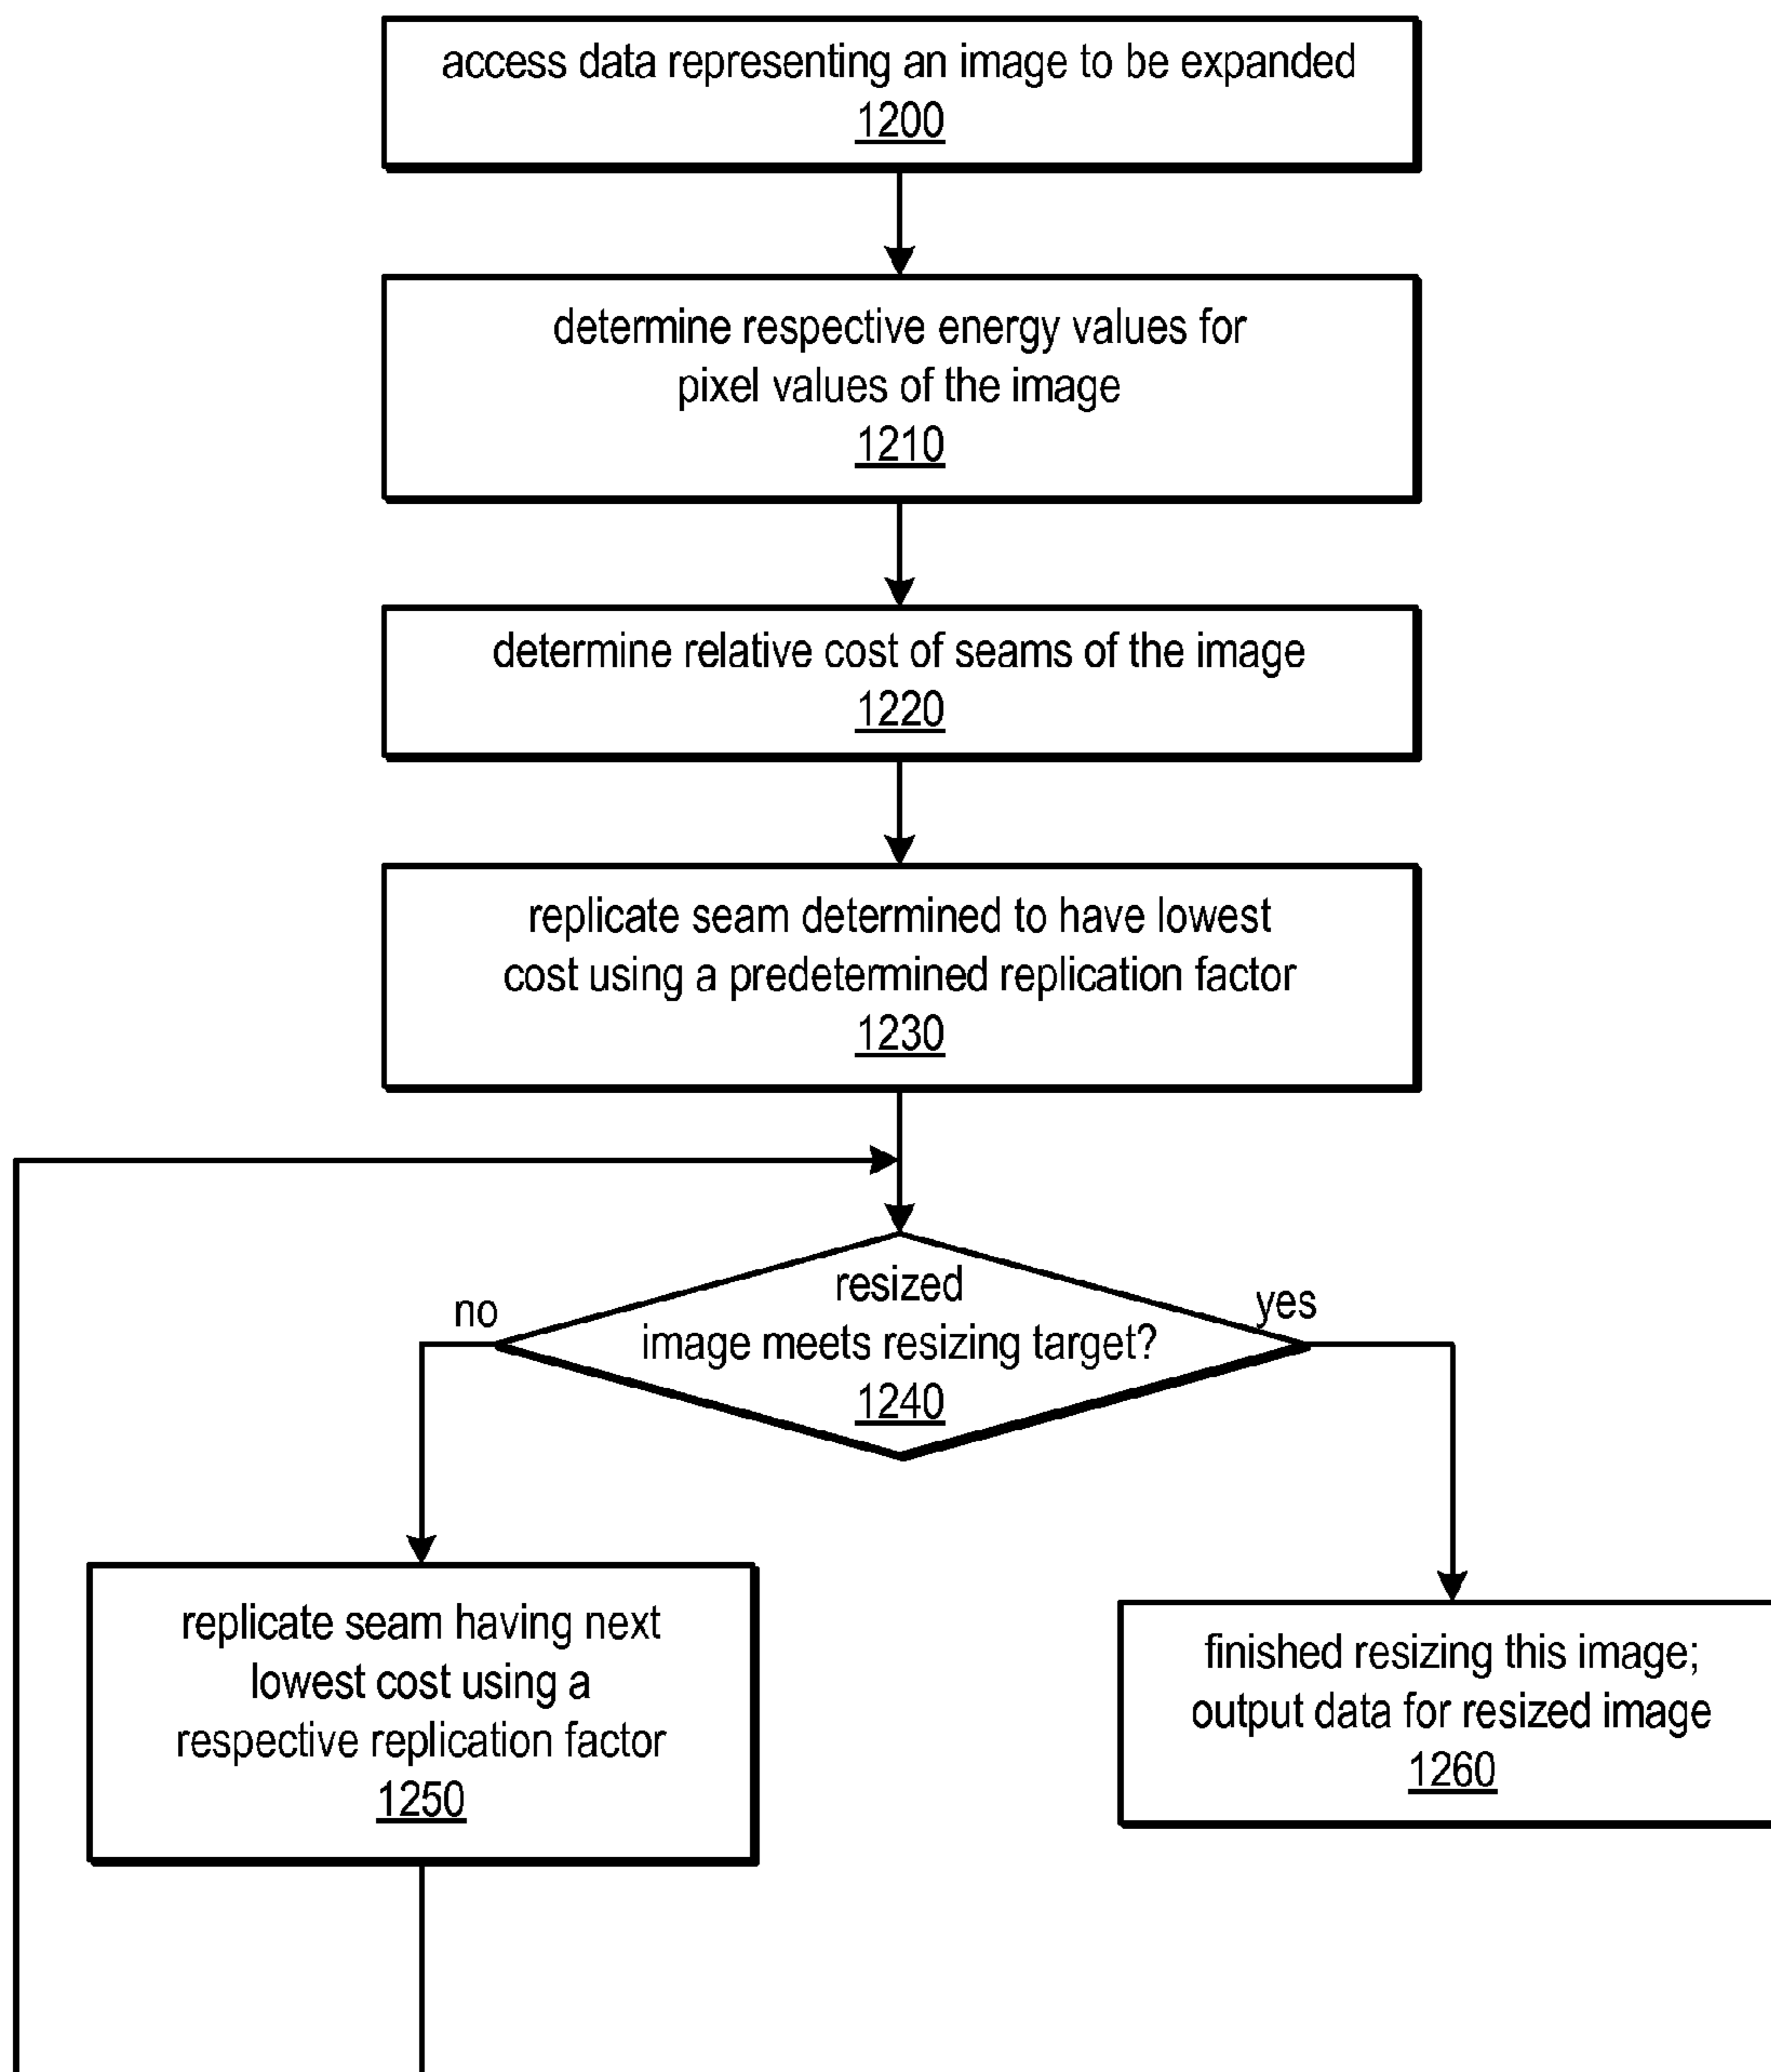 access data representing an image to be expanded
1200
determine respective energy values for
pixel values of the image
1210
determine relative cost of seams of the image
1220
replicate seam determined to have lowest
cost using a predetermined replication factor
1230
resized
image meets resizing target?
1240
no
yes
replicate seam having next
lowest cost using a
respective replication factor
1250
finished resizing this image;
output data for resized image
1260